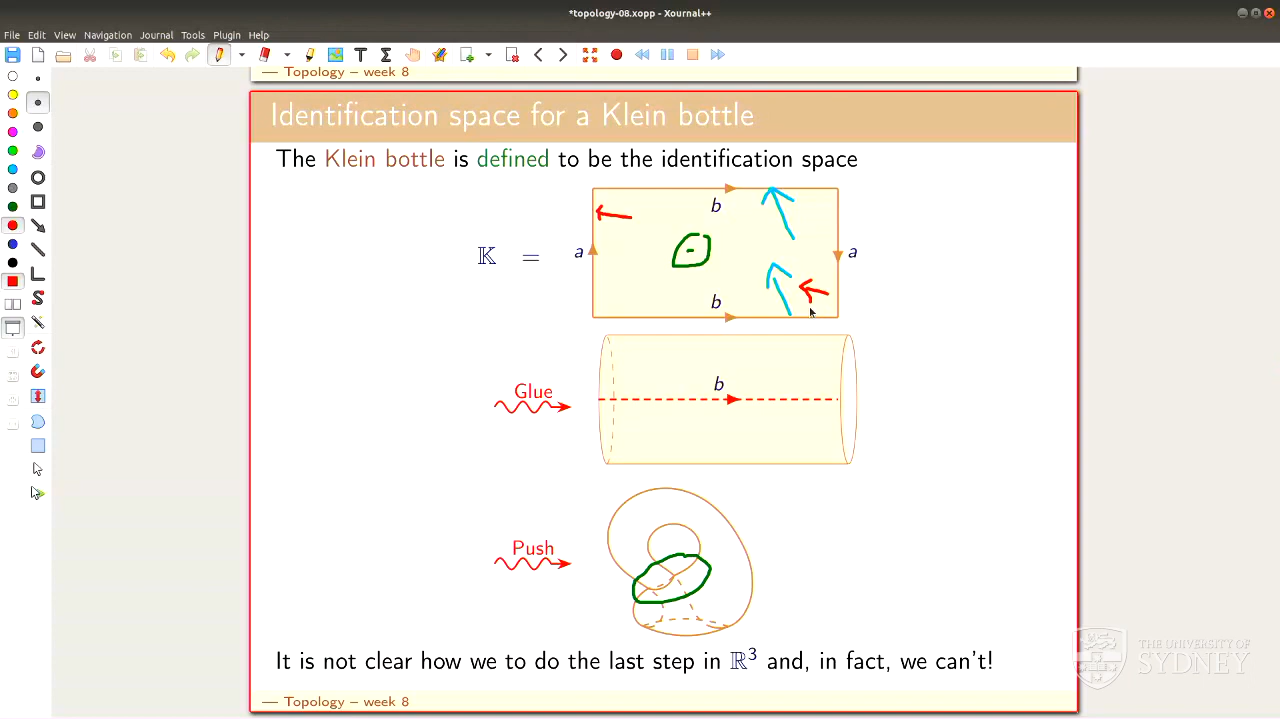 *topology-08.xopp - Xournal++
File Edit View Navigation Journal Tools Plugin Help
— Topology – week 8
Identification space for a Klein bottle
The Klein bottle is defined to be the identification space
b
𝕂 = a a
b
Glue
b
Push
It is not clear how we to do the last step in ℝ³ and, in fact, we can't!
— Topology – week 8
THE UNIVERSITY OF
SYDNEY